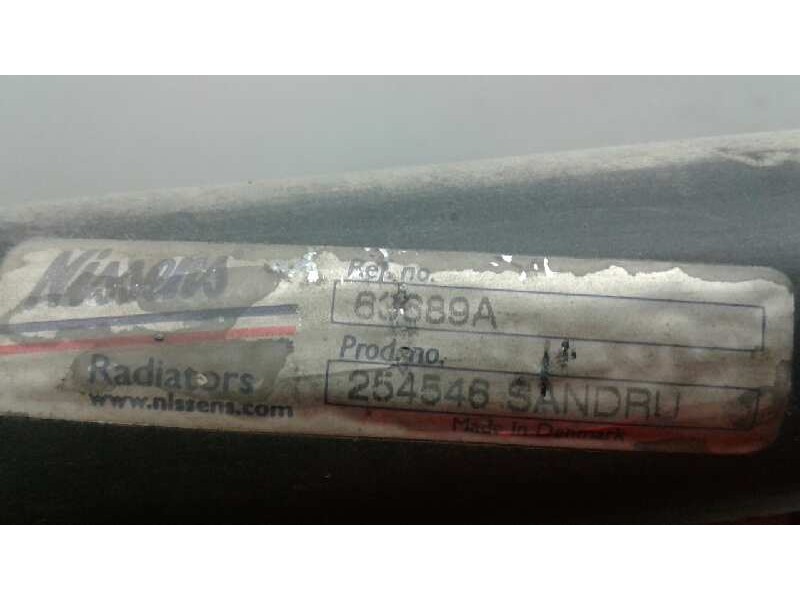 Nissens
Radiators
www.nissens.com
Ref. no.
63689A
Prod. no.
254546 SANDRU
Made in Denmark